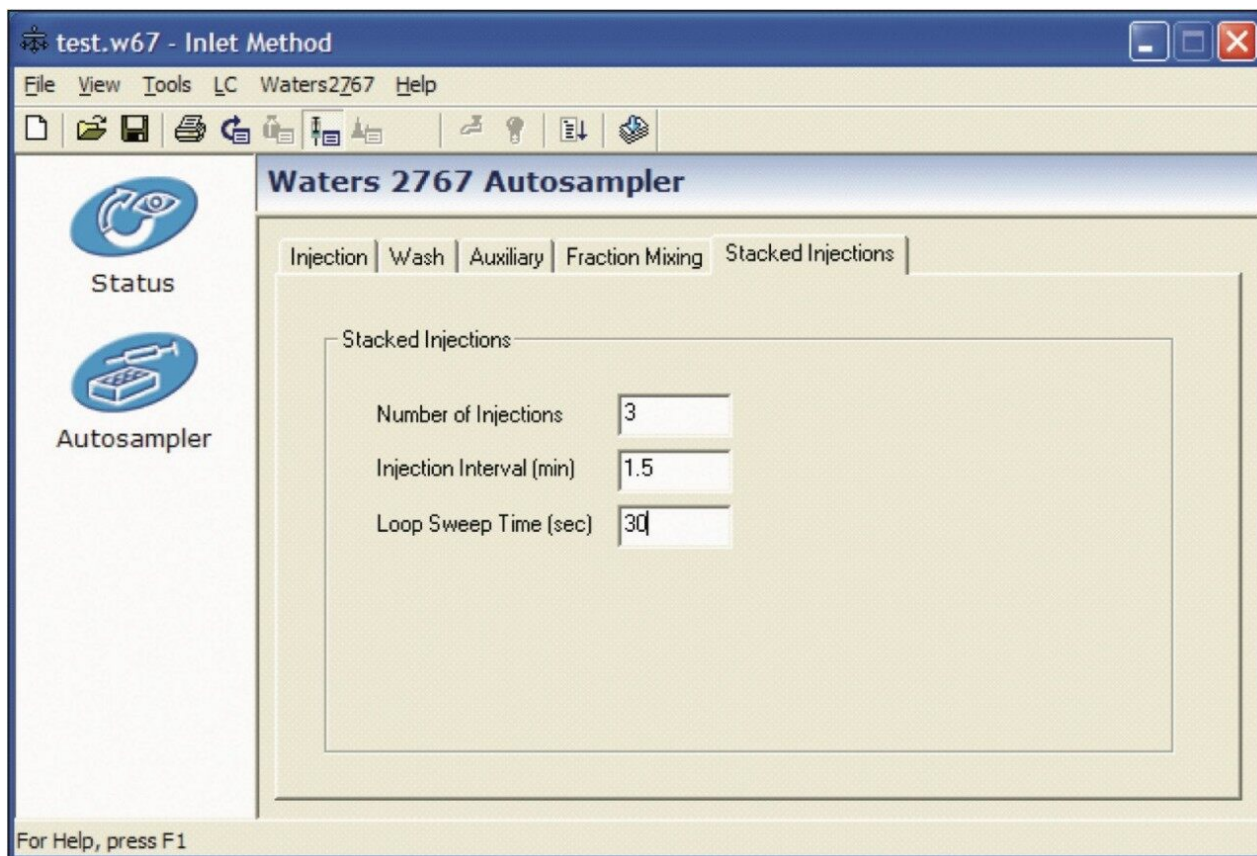 test.w67 - Inlet Method
File View Tools LC Waters2767 Help
Waters 2767 Autosampler
Status
Autosampler
Injection Wash Auxiliary Fraction Mixing Stacked Injections
Stacked Injections
Number of Injections 3
Injection Interval (min) 1.5
Loop Sweep Time (sec) 30
For Help, press F1